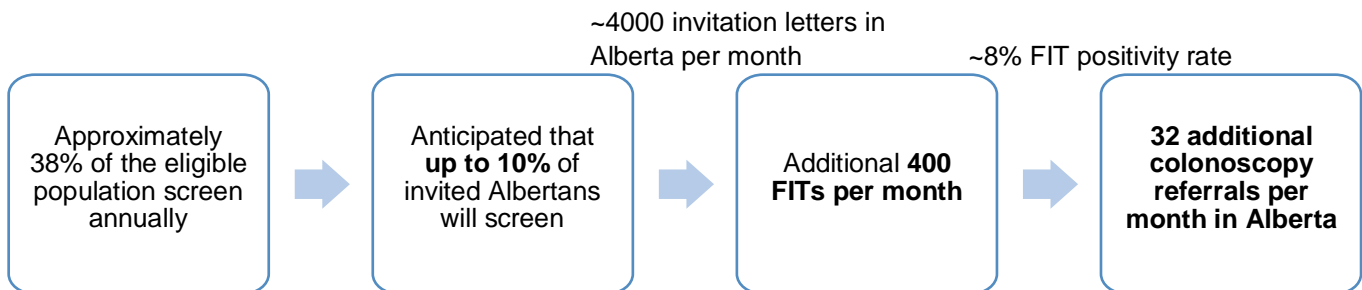 ~4000 invitation letters in
Alberta per month
~8% FIT positivity rate
Approximately
38% of the eligible
population screen
annually
Anticipated that
up to 10% of
invited Albertans
will screen
Additional 400
FITs per month
32 additional
colonoscopy
referrals per
month in Alberta